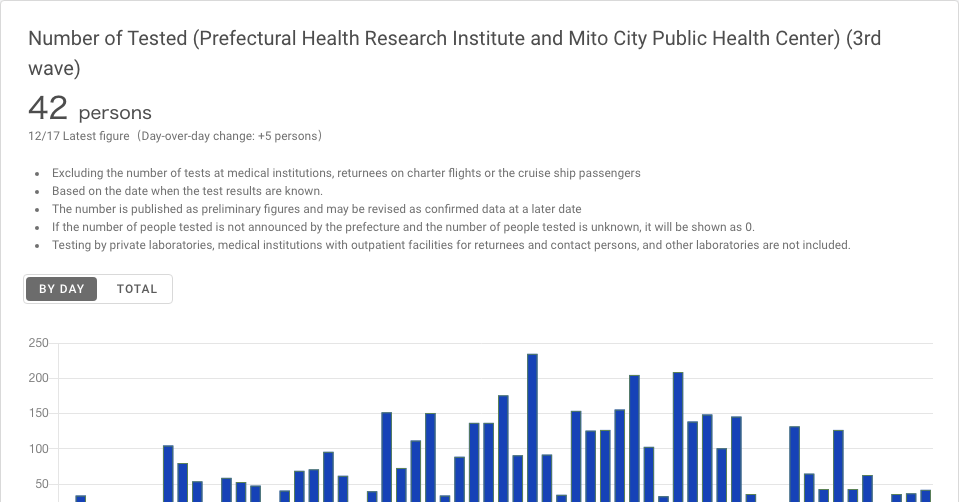 Number of Tested (Prefectural Health Research Institute and Mito City Public Health Center) (3rd
wave)
42 persons
12/17 Latest figure（Day-over-day change: +5 persons）
• Excluding the number of tests at medical institutions, returnees on charter flights or the cruise ship passengers
• Based on the date when the test results are known.
• The number is published as preliminary figures and may be revised as confirmed data at a later date
• If the number of people tested is not announced by the prefecture and the number of people tested is unknown, it will be shown as 0.
• Testing by private laboratories, medical institutions with outpatient facilities for returnees and contact persons, and other laboratories are not included.
BY DAY TOTAL
250
200
150
100
50